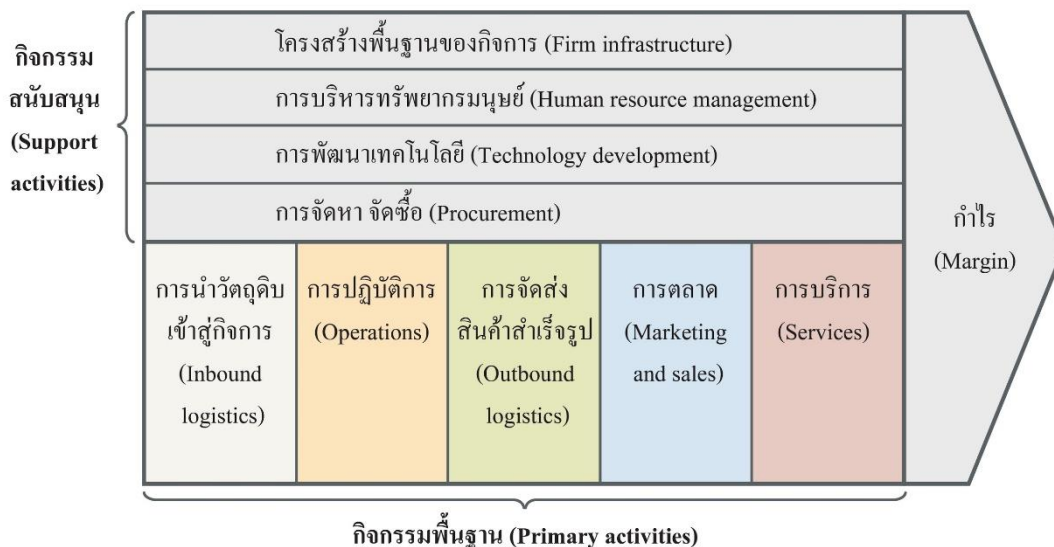 กิจกรรม
สนับสนุน
(Support
activities)
โครงสร้างพื้นฐานของกิจการ (Firm infrastructure)
การบริหารทรัพยากรมนุษย์ (Human resource management)
การพัฒนาเทคโนโลยี (Technology development)
การจัดหา จัดซื้อ (Procurement)
การนำวัตถุดิบ
เข้าสู่กิจการ
(Inbound
logistics)
การปฏิบัติการ
(Operations)
การจัดส่ง
สินค้าสำเร็จรูป
(Outbound
logistics)
การตลาด
(Marketing
and sales)
การบริการ
(Services)
กำไร
(Margin)
กิจกรรมพื้นฐาน (Primary activities)